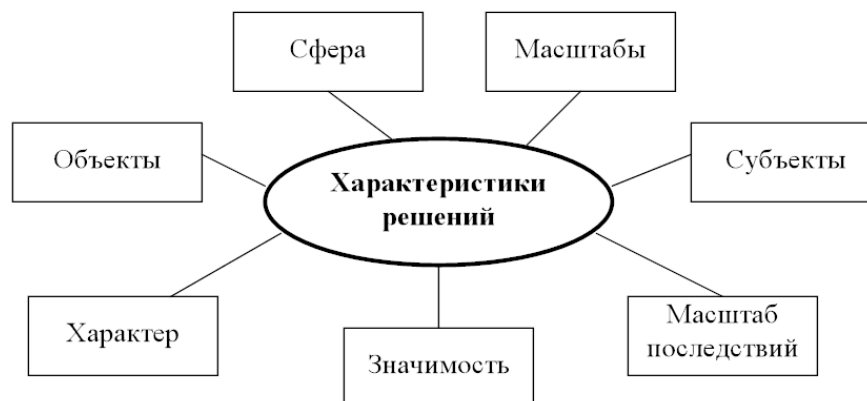 Сфера
Масштабы
Объекты
Характеристики
решений
Субъекты
Характер
Значимость
Масштаб
последствий